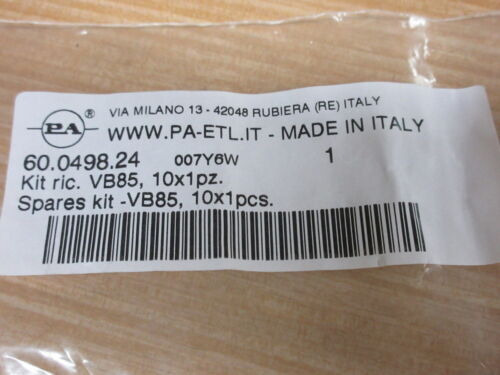 PA ®
VIA MILANO 13 - 42048 RUBIERA (RE) ITALY
WWW.PA-ETL.IT - MADE IN ITALY
60.0498.24 007Y6W 1
Kit ric. VB85, 10x1pz.
Spares kit -VB85, 10x1pcs.